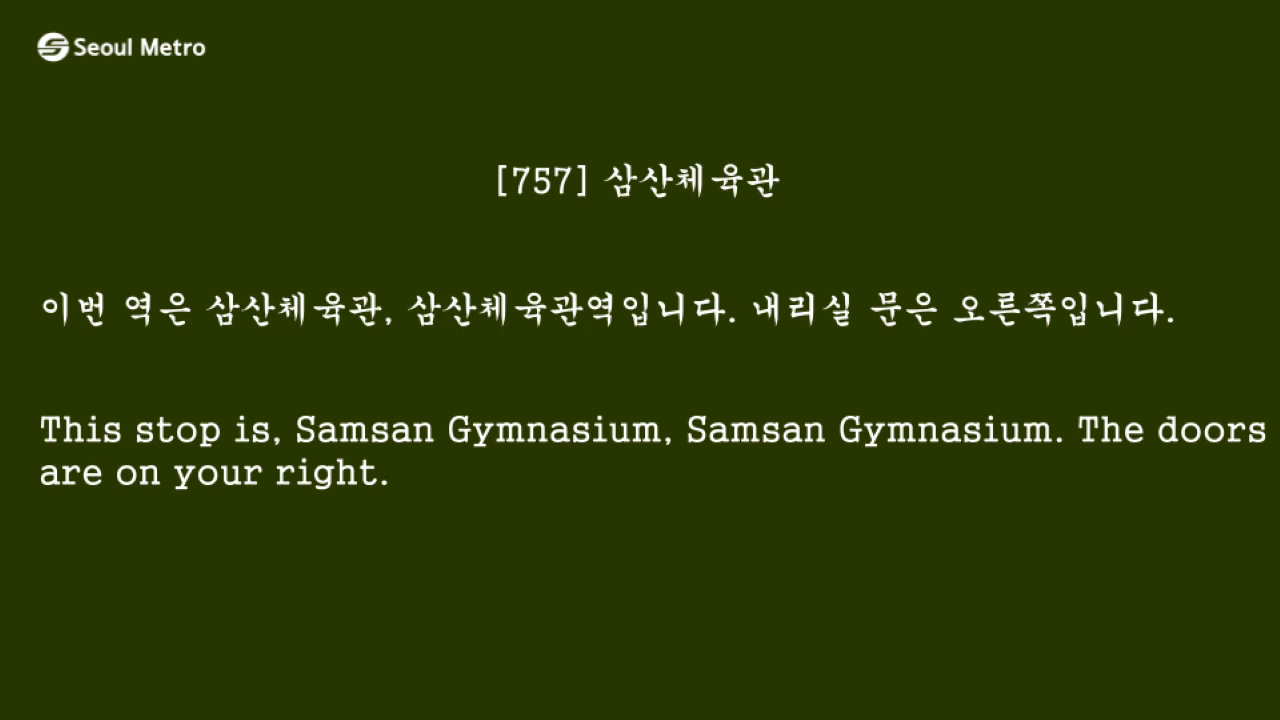 Seoul Metro
[757] 삼산체육관
이번 역은 삼산체육관, 삼산체육관역입니다. 내리실 문은 오른쪽입니다.
This stop is, Samsan Gymnasium, Samsan Gymnasium. The doors
are on your right.